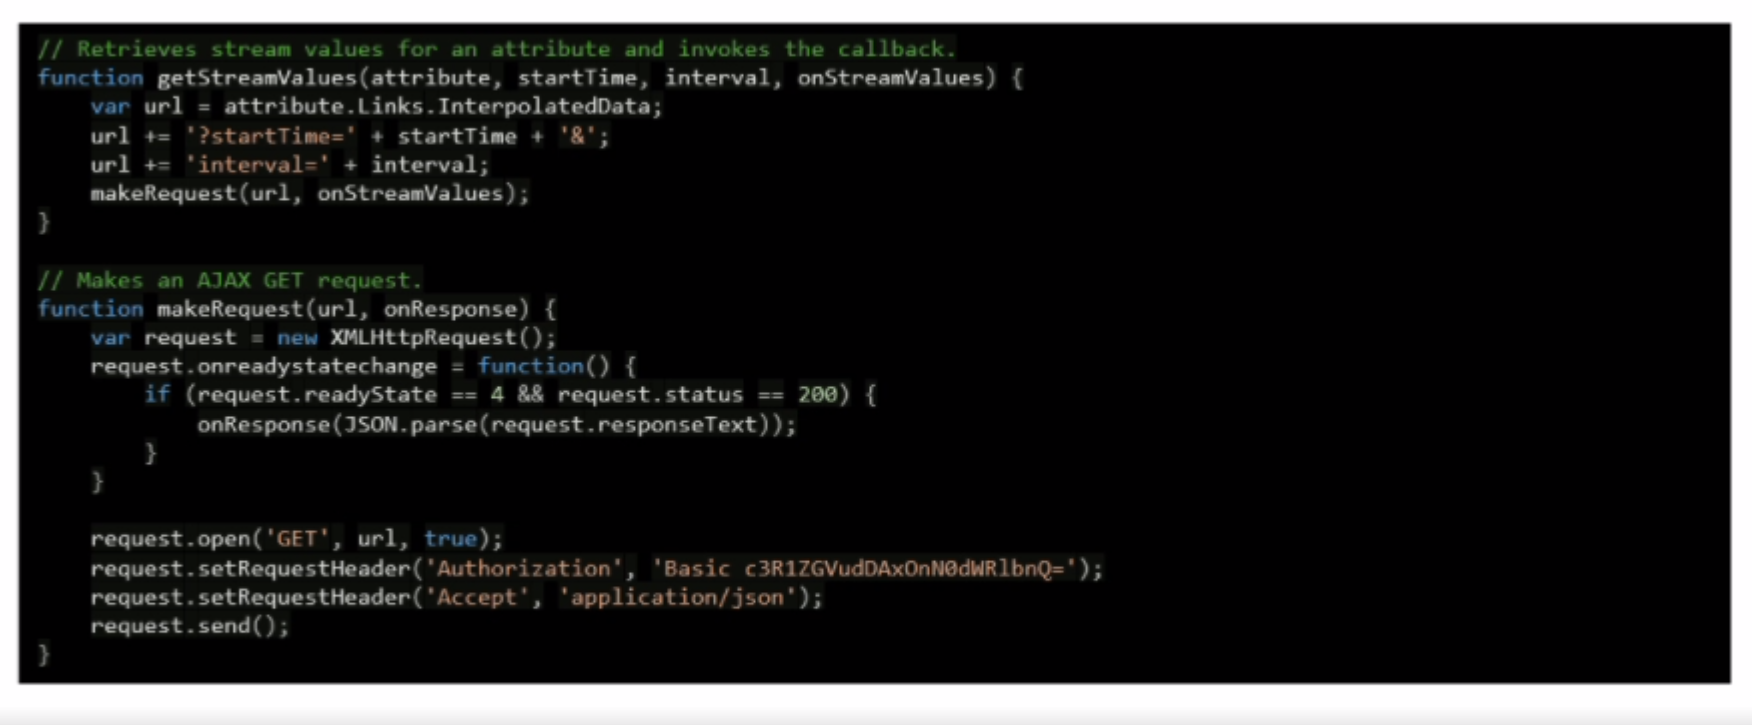 // Retrieves stream values for an attribute and invokes the callback.
function getStreamValues(attribute, startTime, interval, onStreamValues) {
    var url = attribute.Links.InterpolatedData;
    url += '?startTime=' + startTime + '&';
    url += 'interval=' + interval;
    makeRequest(url, onStreamValues);
}

// Makes an AJAX GET request.
function makeRequest(url, onResponse) {
    var request = new XMLHttpRequest();
    request.onreadystatechange = function() {
        if (request.readyState == 4 && request.status == 200) {
            onResponse(JSON.parse(request.responseText));
        }
    }

    request.open('GET', url, true);
    request.setRequestHeader('Authorization', 'Basic c3R1ZGVudDAxOnN0dWRlbnQ=');
    request.setRequestHeader('Accept', 'application/json');
    request.send();
}